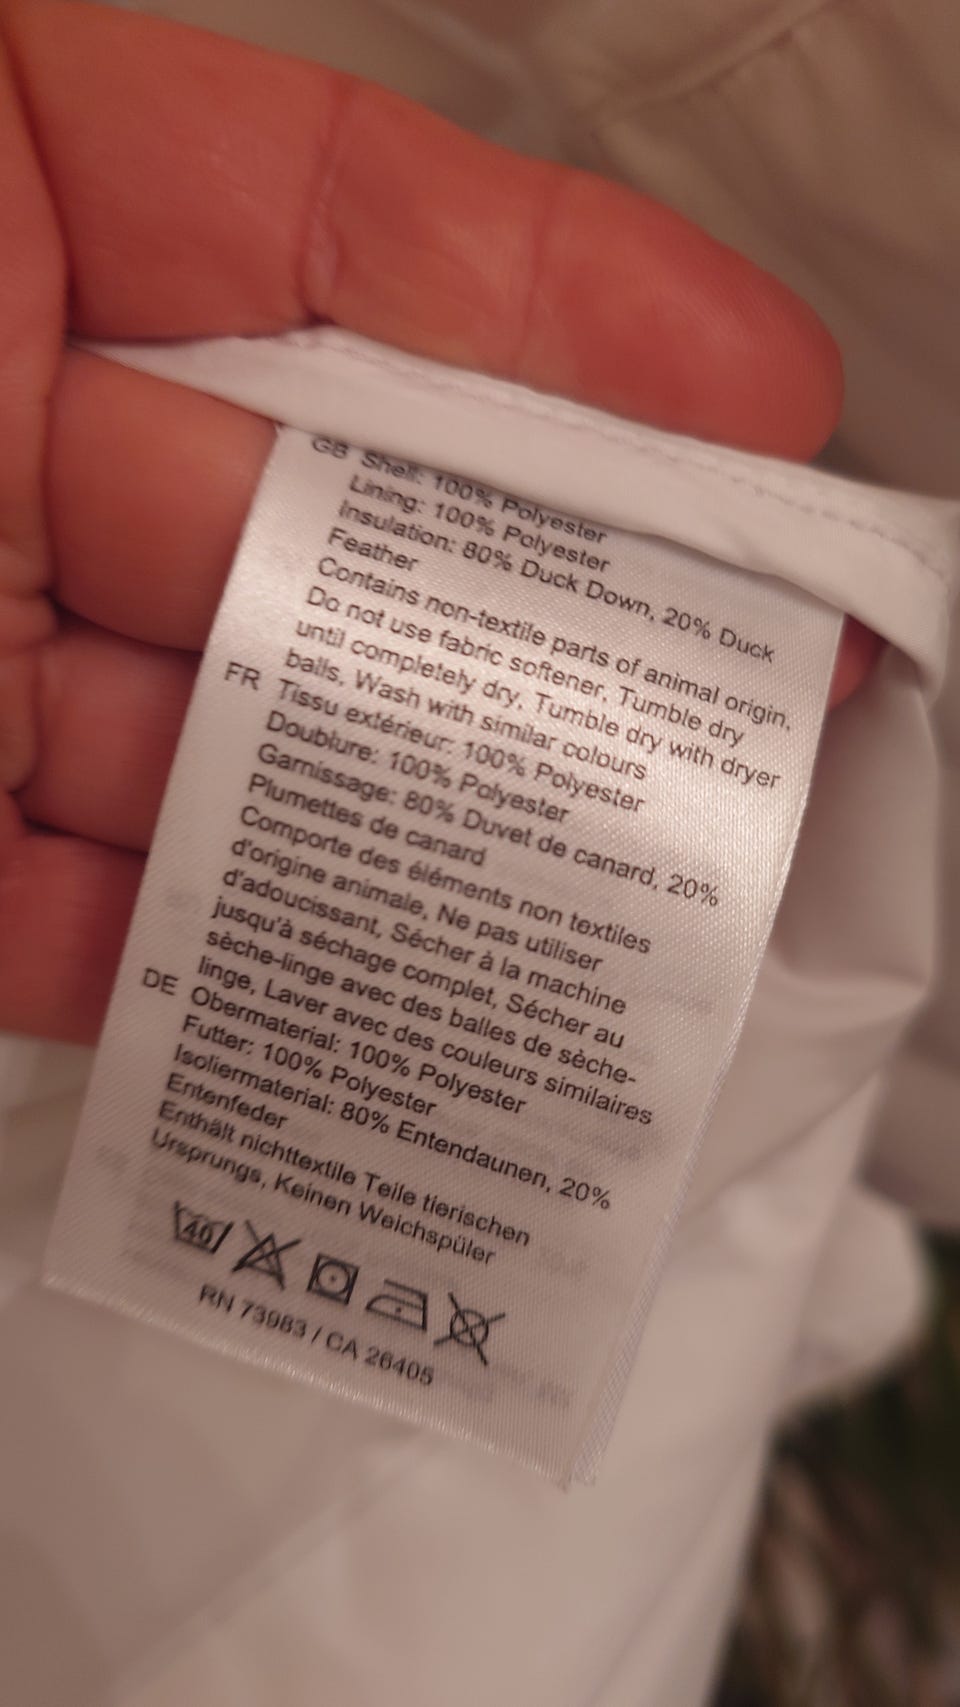 GB Shell: 100% Polyester
Lining: 100% Polyester
Insulation: 80% Duck Down, 20% Duck
Feather
Contains non-textile parts of animal origin,
Do not use fabric softener, Tumble dry
until completely dry, Tumble dry with dryer
balls, Wash with similar colours
FR Tissu extérieur: 100% Polyester
Doublure: 100% Polyester
Garnissage: 80% Duvet de canard, 20%
Plumettes de canard
Comporte des éléments non textiles
d'origine animale, Ne pas utiliser
d'adoucissant, Sécher à la machine
jusqu'à séchage complet, Sécher au
sèche-linge avec des balles de sèche-
linge, Laver avec des couleurs similaires
DE Obermaterial: 100% Polyester
Futter: 100% Polyester
Isoliermaterial: 80% Entendaunen, 20%
Entenfeder
Enthält nichttextile Teile tierischen
Ursprungs, Keinen Weichspüler
40
RN 73983 / CA 26405